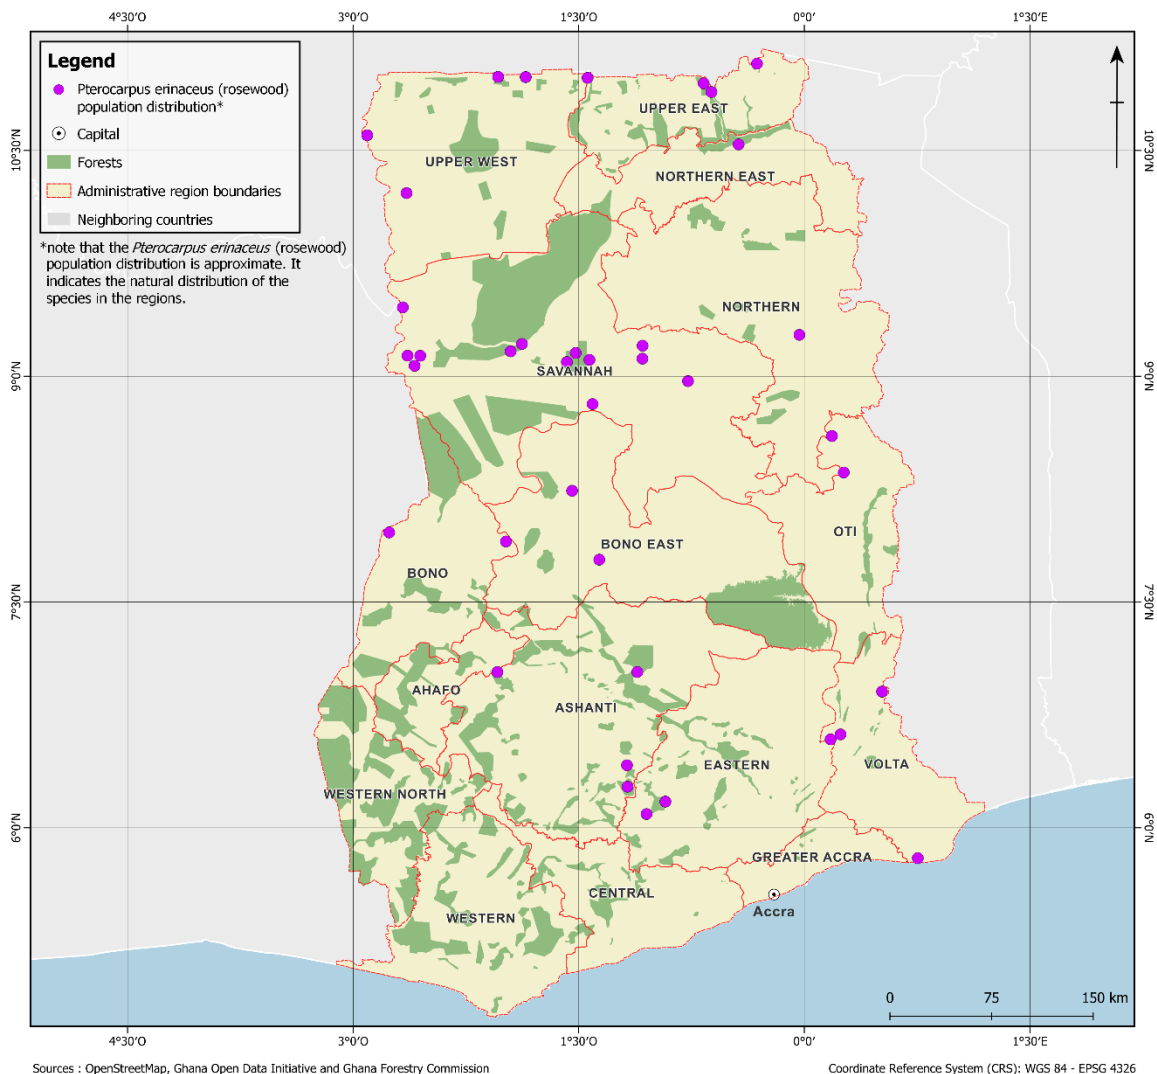 4°30'O 3°00'O 1°30'O 0°0' 1°30'E
Legend
Pterocarpus erinaceus (rosewood)
population distribution*
Capital
Forests
Administrative region boundaries
Neighboring countries
*note that the Pterocarpus erinaceus (rosewood)
population distribution is approximate. It
indicates the natural distribution of the
species in the regions.
UPPER EAST
10°30'N 10°30'N
UPPER WEST
NORTHERN EAST
NORTHERN
SAVANNAH
9°0'N 9°0'N
OTI
BONO EAST
BONO
7°30'N 7°30'N
AHAFO
ASHANTI
EASTERN
VOLTA
WESTERN NORTH
6°0'N 6°0'N
GREATER ACCRA
CENTRAL
Accra
WESTERN
0 75 150 km
4°30'O 3°00'O 1°30'O 0°0' 1°30'E
Sources : OpenStreetMap, Ghana Open Data Initiative and Ghana Forestry Commission
Coordinate Reference System (CRS): WGS 84 - EPSG 4326